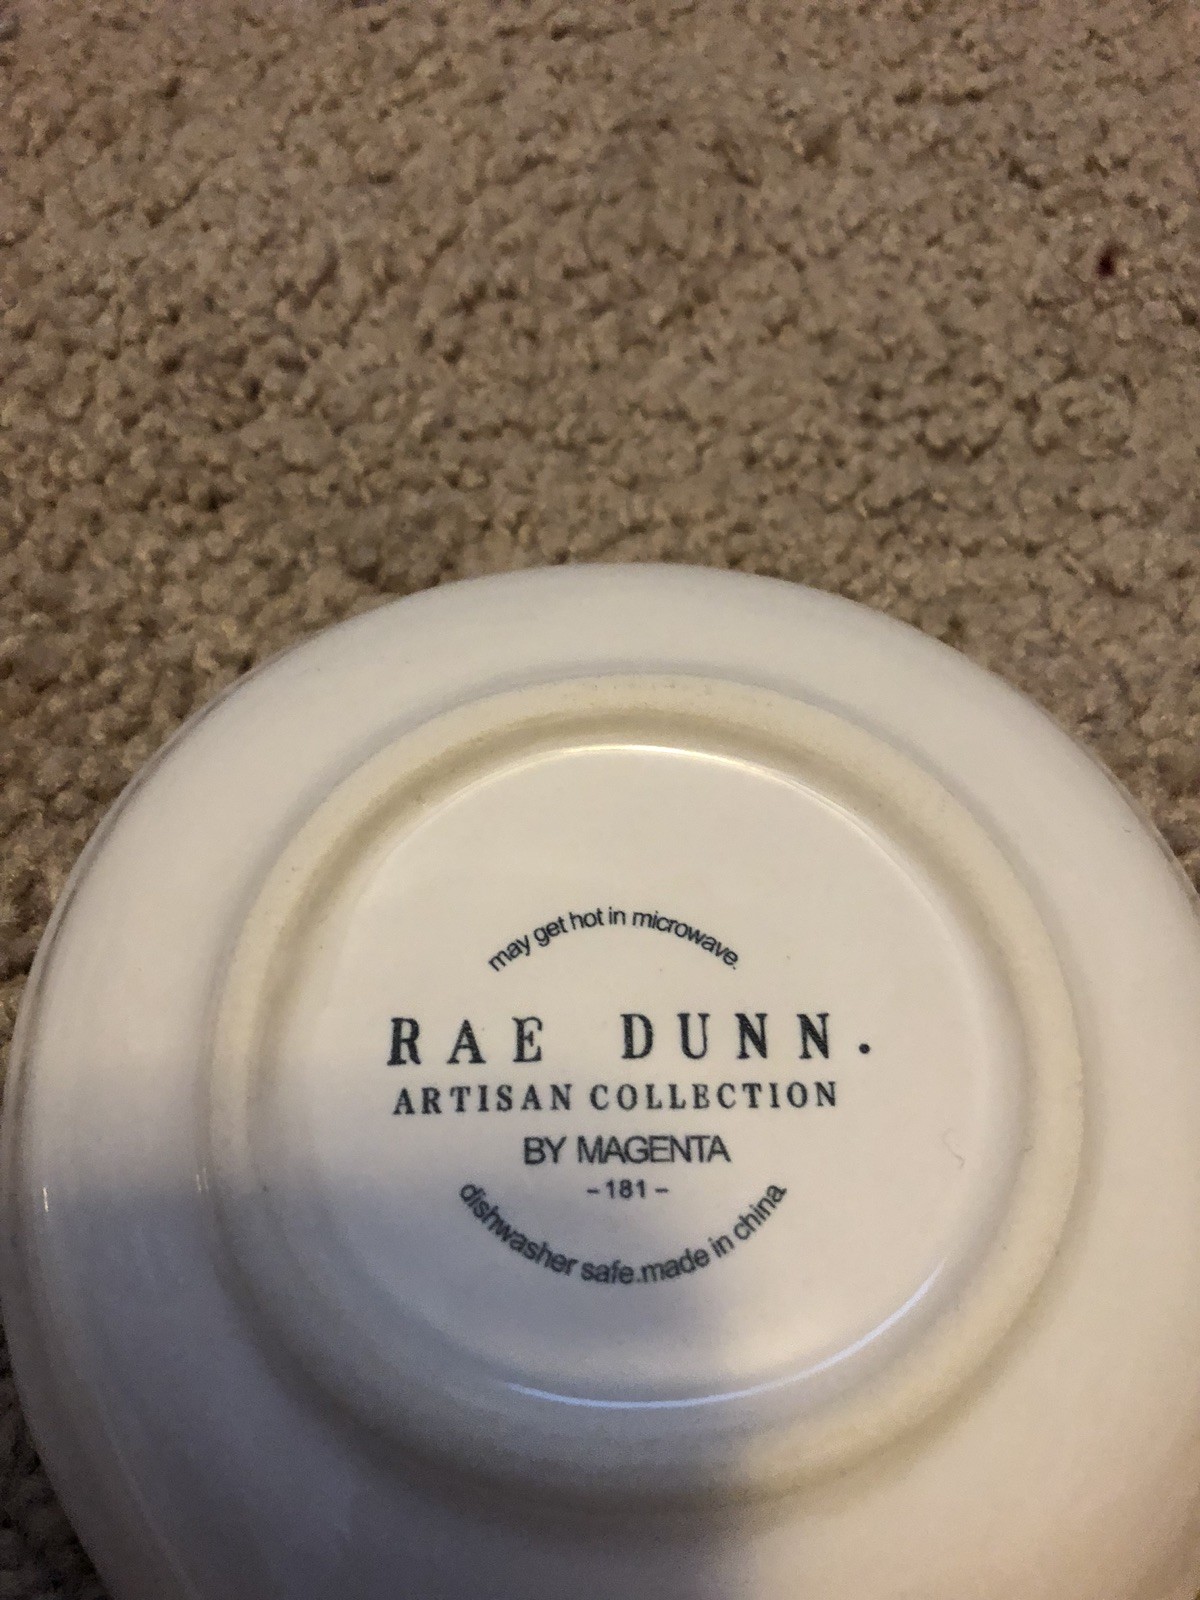 may get hot in microwave.
RAE DUNN.
ARTISAN COLLECTION
BY MAGENTA
-181-
dishwasher safe.made in china